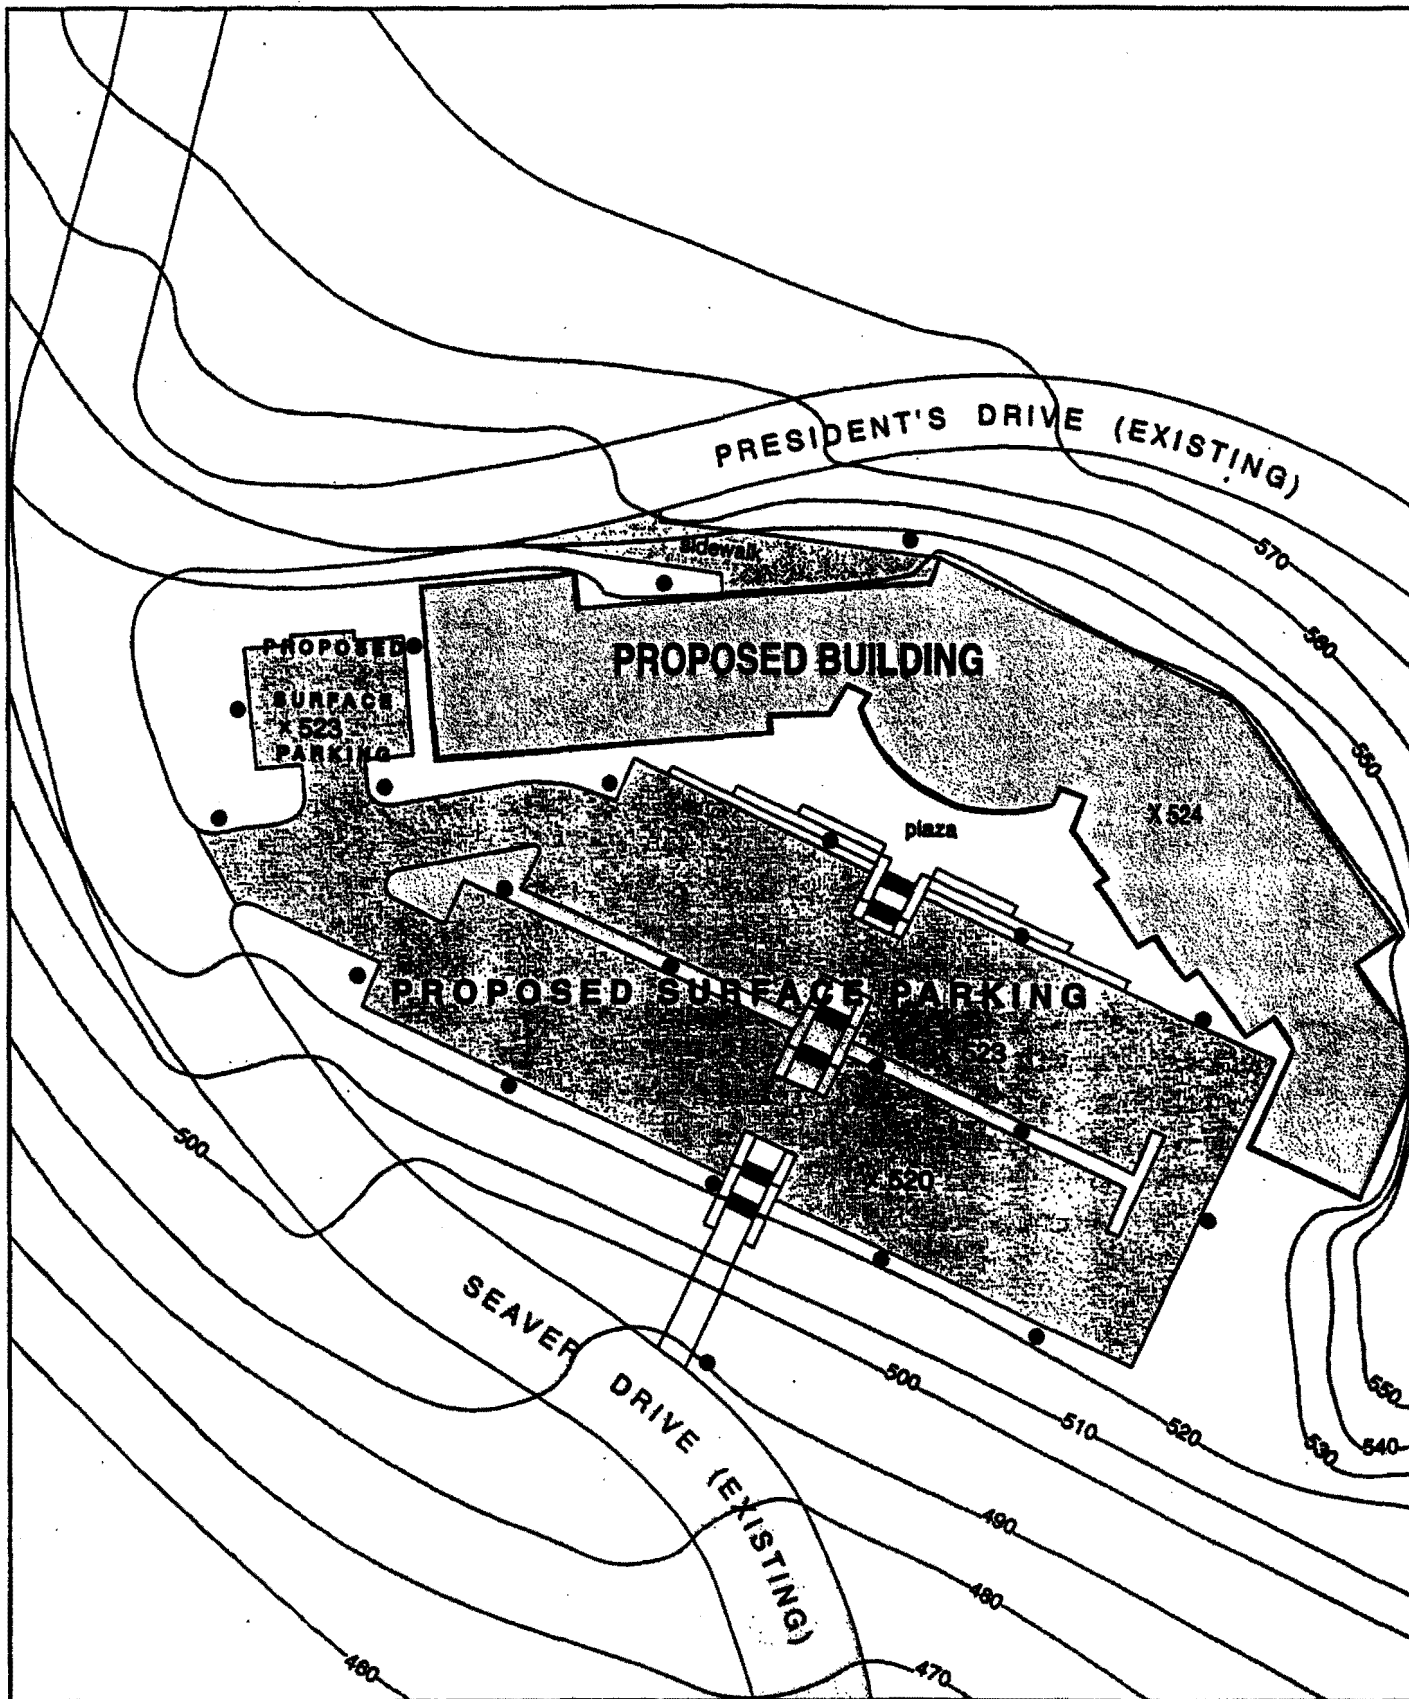 PRESIDENT'S DRIVE (EXISTING)
570
sidewalk
580
PROPOSED
PROPOSED BUILDING
SURFACE
X 523
PARKING
550
X 524
plaza
PROPOSED SURFACE PARKING
523
500
X 520
SEAVER DRIVE (EXISTING)
500
550
510
520
530
540
490
480
460
470